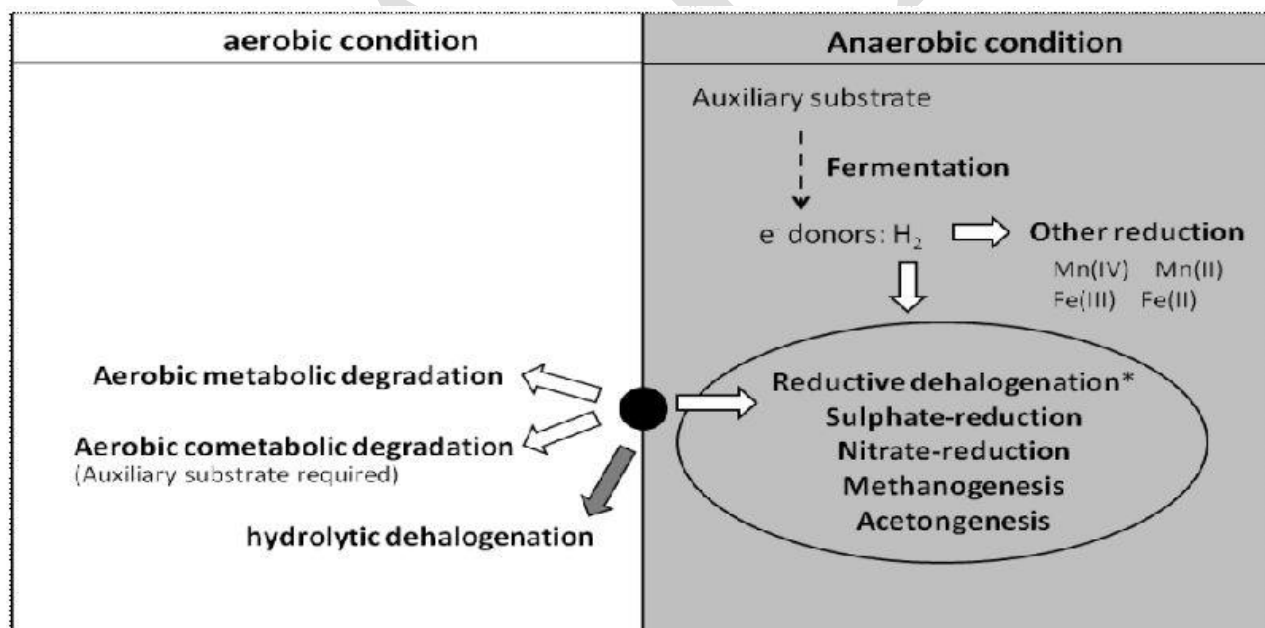 aerobic condition
Anaerobic condition
Auxiliary substrate
Fermentation
e⁻ donors: H₂
Other reduction
Mn(IV) Mn(II)
Fe(III) Fe(II)
Aerobic metabolic degradation
Aerobic cometabolic degradation
(Auxiliary substrate required)
hydrolytic dehalogenation
Reductive dehalogenation*
Sulphate-reduction
Nitrate-reduction
Methanogenesis
Acetongenesis